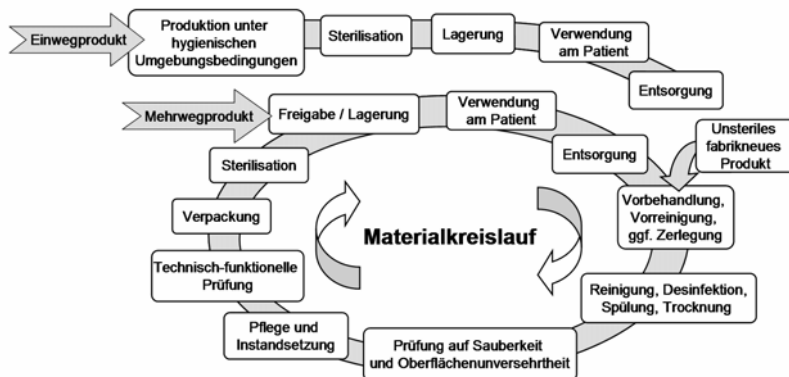 Einwegprodukt
Produktion unter
hygienischen
Umgebungsbedingungen
Sterilisation
Lagerung
Verwendung
am Patient
Entsorgung
Mehrwegprodukt
Freigabe / Lagerung
Verwendung
am Patient
Entsorgung
Unsteriles
fabrikneues
Produkt
Vorbehandlung,
Vorreinigung,
ggf. Zerlegung
Reinigung, Desinfektion,
Spülung, Trocknung
Prüfung auf Sauberkeit
und Oberflächenunversehrtheit
Pflege und
Instandsetzung
Technisch-funktionelle
Prüfung
Verpackung
Sterilisation
Materialkreislauf